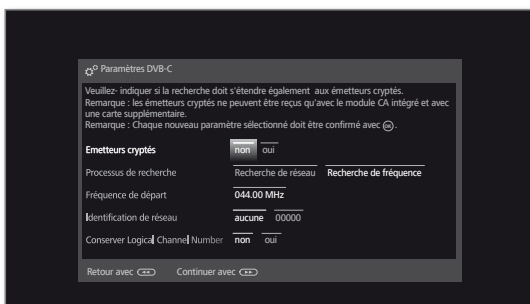 Paramètres DVB-C
Veuillez- indiquer si la recherche doit s'étendre également aux émetteurs cryptés.
Remarque : les émetteurs cryptés ne peuvent être reçus qu'avec le module CA intégré et avec
une carte supplémentaire.
Remarque : Chaque nouveau paramètre sélectionné doit être confirmé avec OK.
Emetteurs cryptés non oui
Processus de recherche Recherche de réseau Recherche de fréquence
Fréquence de départ 044.00 MHz
Identification de réseau aucune 00000
Conserver Logical Channel Number non oui
Retour avec Continuer avec